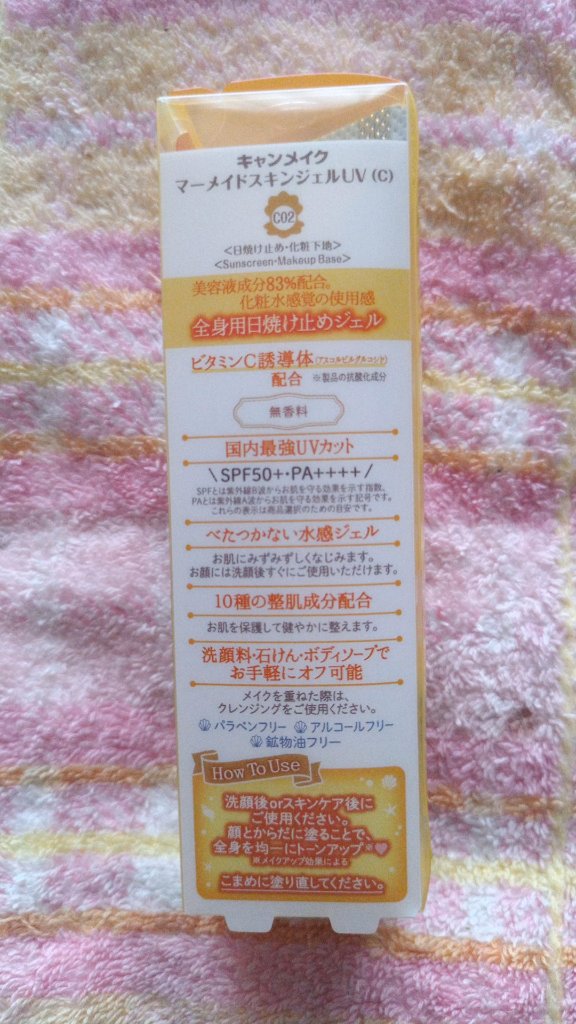 キャンメイク
マーメイドスキンジェルUV (C)
C02
<日焼け止め・化粧下地>
<Sunscreen・Makeup Base>
美容液成分83%配合。
化粧水感覚の使用感
全身用日焼け止めジェル
ビタミンC誘導体(アスコルビルグルコシド)
配合 ※製品の抗酸化成分
無香料
国内最強UVカット
\ SPF50+・PA++++ /
SPFとは紫外線B波からお肌を守る効果を示す指数、
PAとは紫外線A波からお肌を守る効果を示す記号です。
これらの表示は商品選択のための目安です。
べたつかない水感ジェル
お肌にみずみずしくなじみます。
お顔には洗顔後すぐにご使用いただけます。
10種の整肌成分配合
お肌を保護して健やかに整えます。
洗顔料・石けん・ボディソープで
お手軽にオフ可能
メイクを重ねた際は、
クレンジングをご使用ください。
パラベンフリー アルコールフリー
鉱物油フリー
How To Use
洗顔後orスキンケア後に
ご使用ください。
顔とからだに塗ることで、
全身を均一にトーンアップ※
※メイクアップ効果による
こまめに塗り直してください。